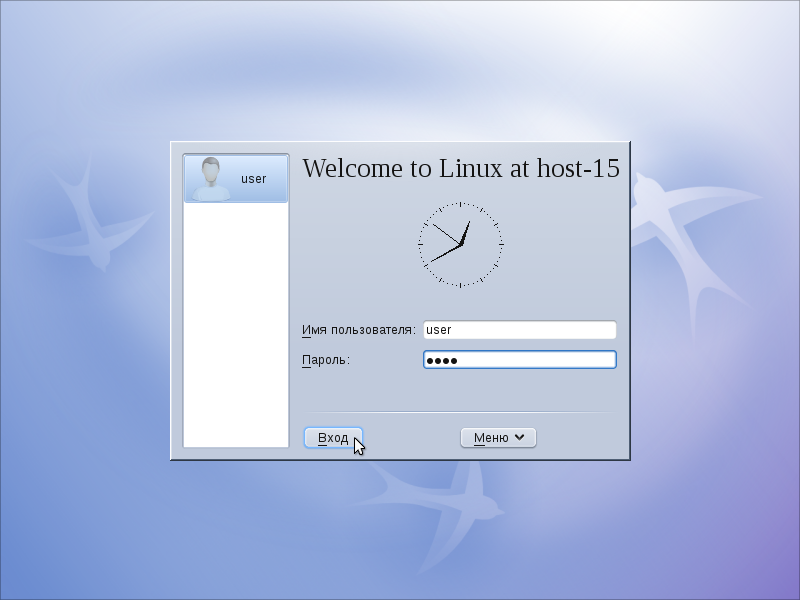 user
Welcome to Linux at host-15
Имя пользователя: user
Пароль: ●●●●
Вход
Меню